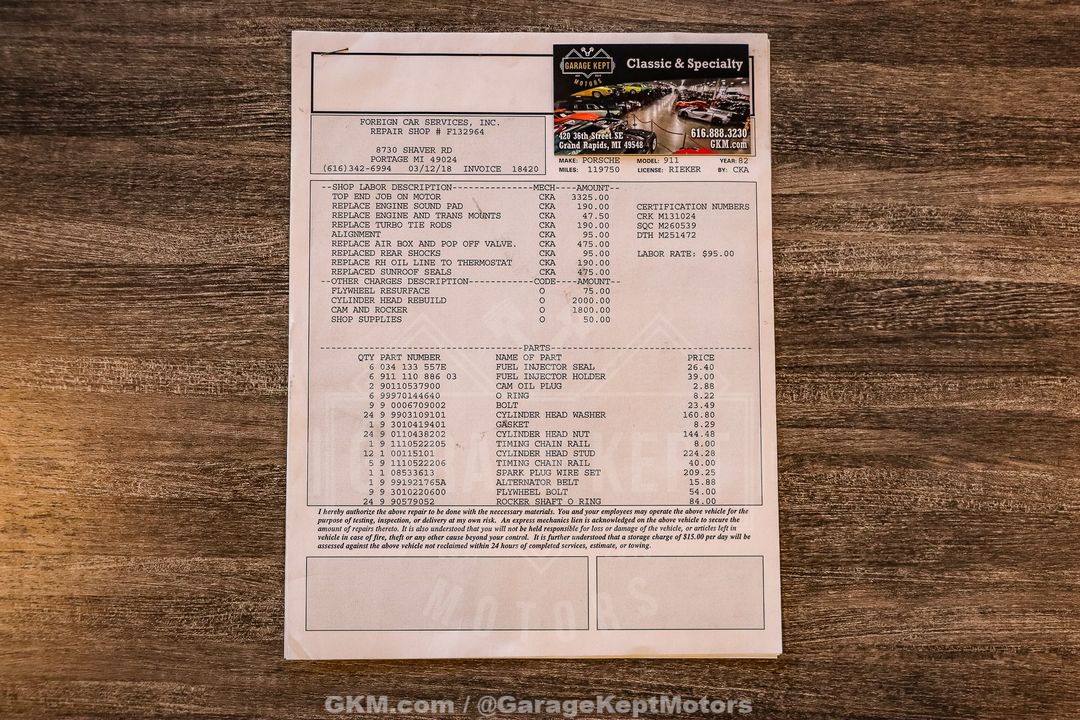 GARAGE KEPT
MOTORS
Classic & Specialty
420 36th Street SE
Grand Rapids, MI 49548
616.888.3230
GKM.com
FOREIGN CAR SERVICES, INC.
REPAIR SHOP # F132964
8730 SHAVER RD
PORTAGE MI 49024
(616)342-6994 03/12/18 INVOICE 18420
MAKE: PORSCHE MODEL: 911 YEAR: 82
MILES: 119750 LICENSE: RIEKER BY: CKA
--SHOP LABOR DESCRIPTION--------------MECH----AMOUNT--
TOP END JOB ON MOTOR CKA 3325.00
REPLACE ENGINE SOUND PAD CKA 190.00
REPLACE ENGINE AND TRANS MOUNTS CKA 47.50
REPLACE TURBO TIE RODS CKA 190.00
ALIGNMENT CKA 95.00
REPLACE AIR BOX AND POP OFF VALVE. CKA 475.00
REPLACED REAR SHOCKS CKA 95.00
REPLACE RH OIL LINE TO THERMOSTAT CKA 190.00
REPLACED SUNROOF SEALS CKA 475.00
CERTIFICATION NUMBERS
CRK M131024
SQC M260539
DTH M251472
LABOR RATE: $95.00
--OTHER CHARGES DESCRIPTION-----------CODE----AMOUNT--
FLYWHEEL RESURFACE O 75.00
CYLINDER HEAD REBUILD O 2000.00
CAM AND ROCKER O 1800.00
SHOP SUPPLIES O 50.00
PARTS
QTY PART NUMBER NAME OF PART PRICE
6 034 133 557E FUEL INJECTOR SEAL 26.40
6 911 110 886 03 FUEL INJECTOR HOLDER 39.00
2 90110537900 CAM OIL PLUG 2.88
6 99970144640 O RING 8.22
9 9 0006709002 BOLT 23.49
24 9 9903109101 CYLINDER HEAD WASHER 160.80
1 9 3010419401 GASKET 8.29
24 9 0110438202 CYLINDER HEAD NUT 144.48
1 9 1110522205 TIMING CHAIN RAIL 8.00
12 1 00115101 CYLINDER HEAD STUD 224.28
5 9 1110522206 TIMING CHAIN RAIL 40.00
1 1 08533613 SPARK PLUG WIRE SET 209.25
1 9 991921765A ALTERNATOR BELT 15.88
9 9 3010220600 FLYWHEEL BOLT 54.00
24 9 90579052 ROCKER SHAFT O RING 84.00
I hereby authorize the above repair to be done with the neccessary materials. You and your employees may operate the above vehicle for the
purpose of testing, inspection, or delivery at my own risk. An express mechanics lien is acknowledged on the above vehicle to secure the
amount of repairs thereto. It is also understood that you will not be held responsible for loss or damage of the vehicle, or articles left in
vehicle in case of fire, theft or any other cause beyond your control. It is further understood that a storage charge of $15.00 per day will be
assessed against the above vehicle not reclaimed within 24 hours of completed services, estimate, or towing.
GARAGE KEPT
MOTORS
GKM.com / @GarageKeptMotors